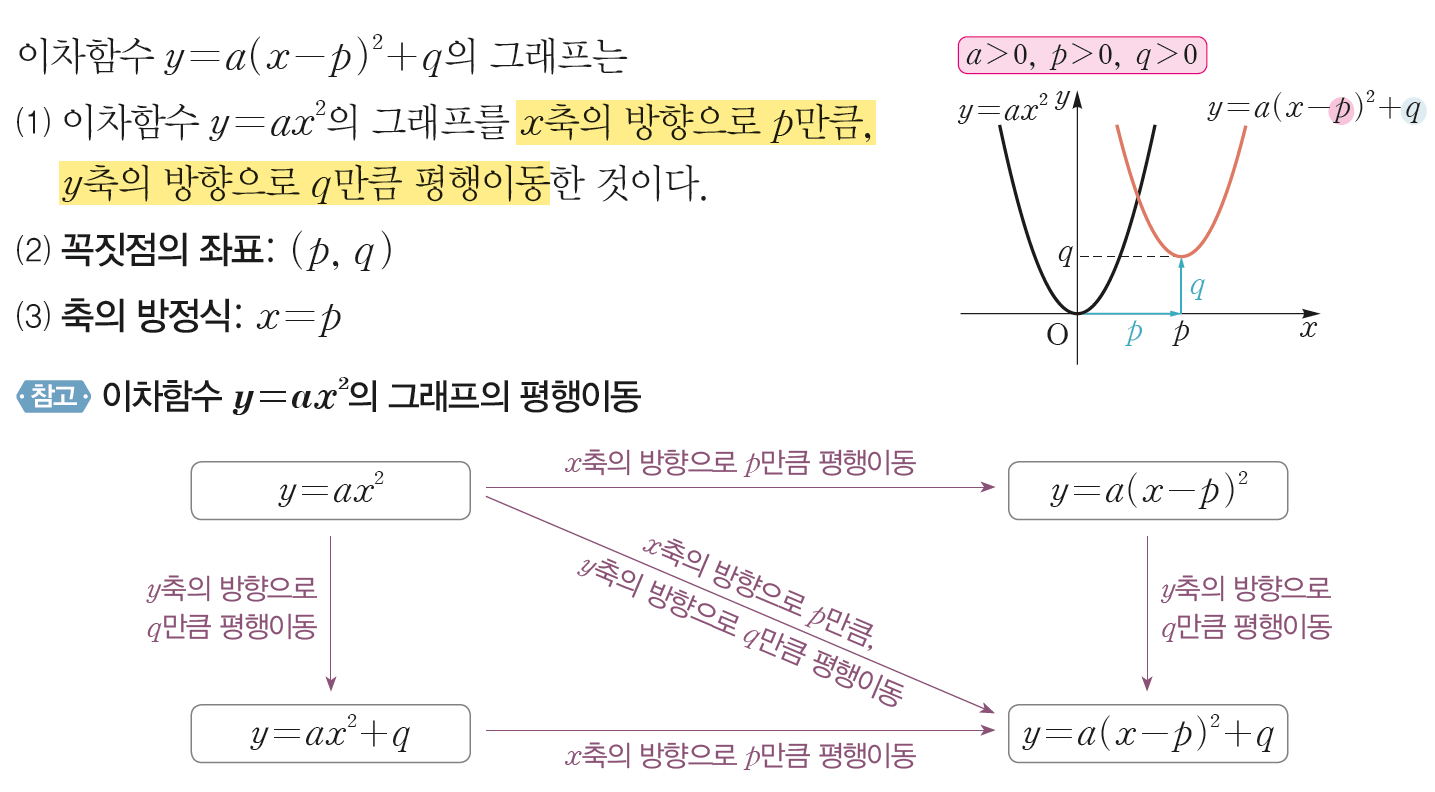 이차함수 y=a(x-p)²+q의 그래프는
(1) 이차함수 y=ax²의 그래프를 x축의 방향으로 p만큼,
y축의 방향으로 q만큼 평행이동한 것이다.
(2) 꼭짓점의 좌표: (p, q)
(3) 축의 방정식: x=p
a>0, p>0, q>0
y=ax²
y
y=a(x-p)²+q
q
q
O
p
p
x
참고 이차함수 y=ax²의 그래프의 평행이동
y=ax²
x축의 방향으로 p만큼 평행이동
y=a(x-p)²
y축의 방향으로
q만큼 평행이동
x축의 방향으로 p만큼,
y축의 방향으로 q만큼 평행이동
y축의 방향으로
q만큼 평행이동
y=ax²+q
x축의 방향으로 p만큼 평행이동
y=a(x-p)²+q